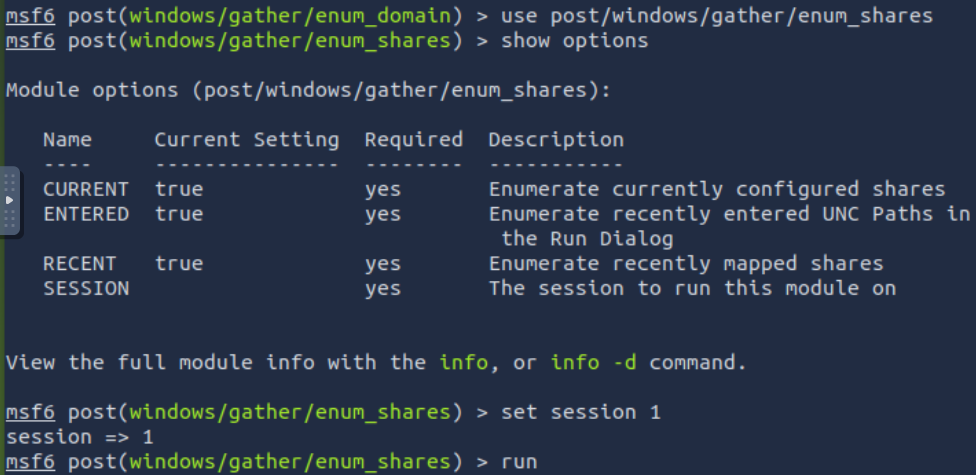 msf6 post(windows/gather/enum_domain) > use post/windows/gather/enum_shares
msf6 post(windows/gather/enum_shares) > show options
Module options (post/windows/gather/enum_shares):
Name Current Setting Required Description
---- --------------- -------- -----------
CURRENT true yes Enumerate currently configured shares
ENTERED true yes Enumerate recently entered UNC Paths in
the Run Dialog
RECENT true yes Enumerate recently mapped shares
SESSION yes The session to run this module on
View the full module info with the info, or info -d command.
msf6 post(windows/gather/enum_shares) > set session 1
session => 1
msf6 post(windows/gather/enum_shares) > run